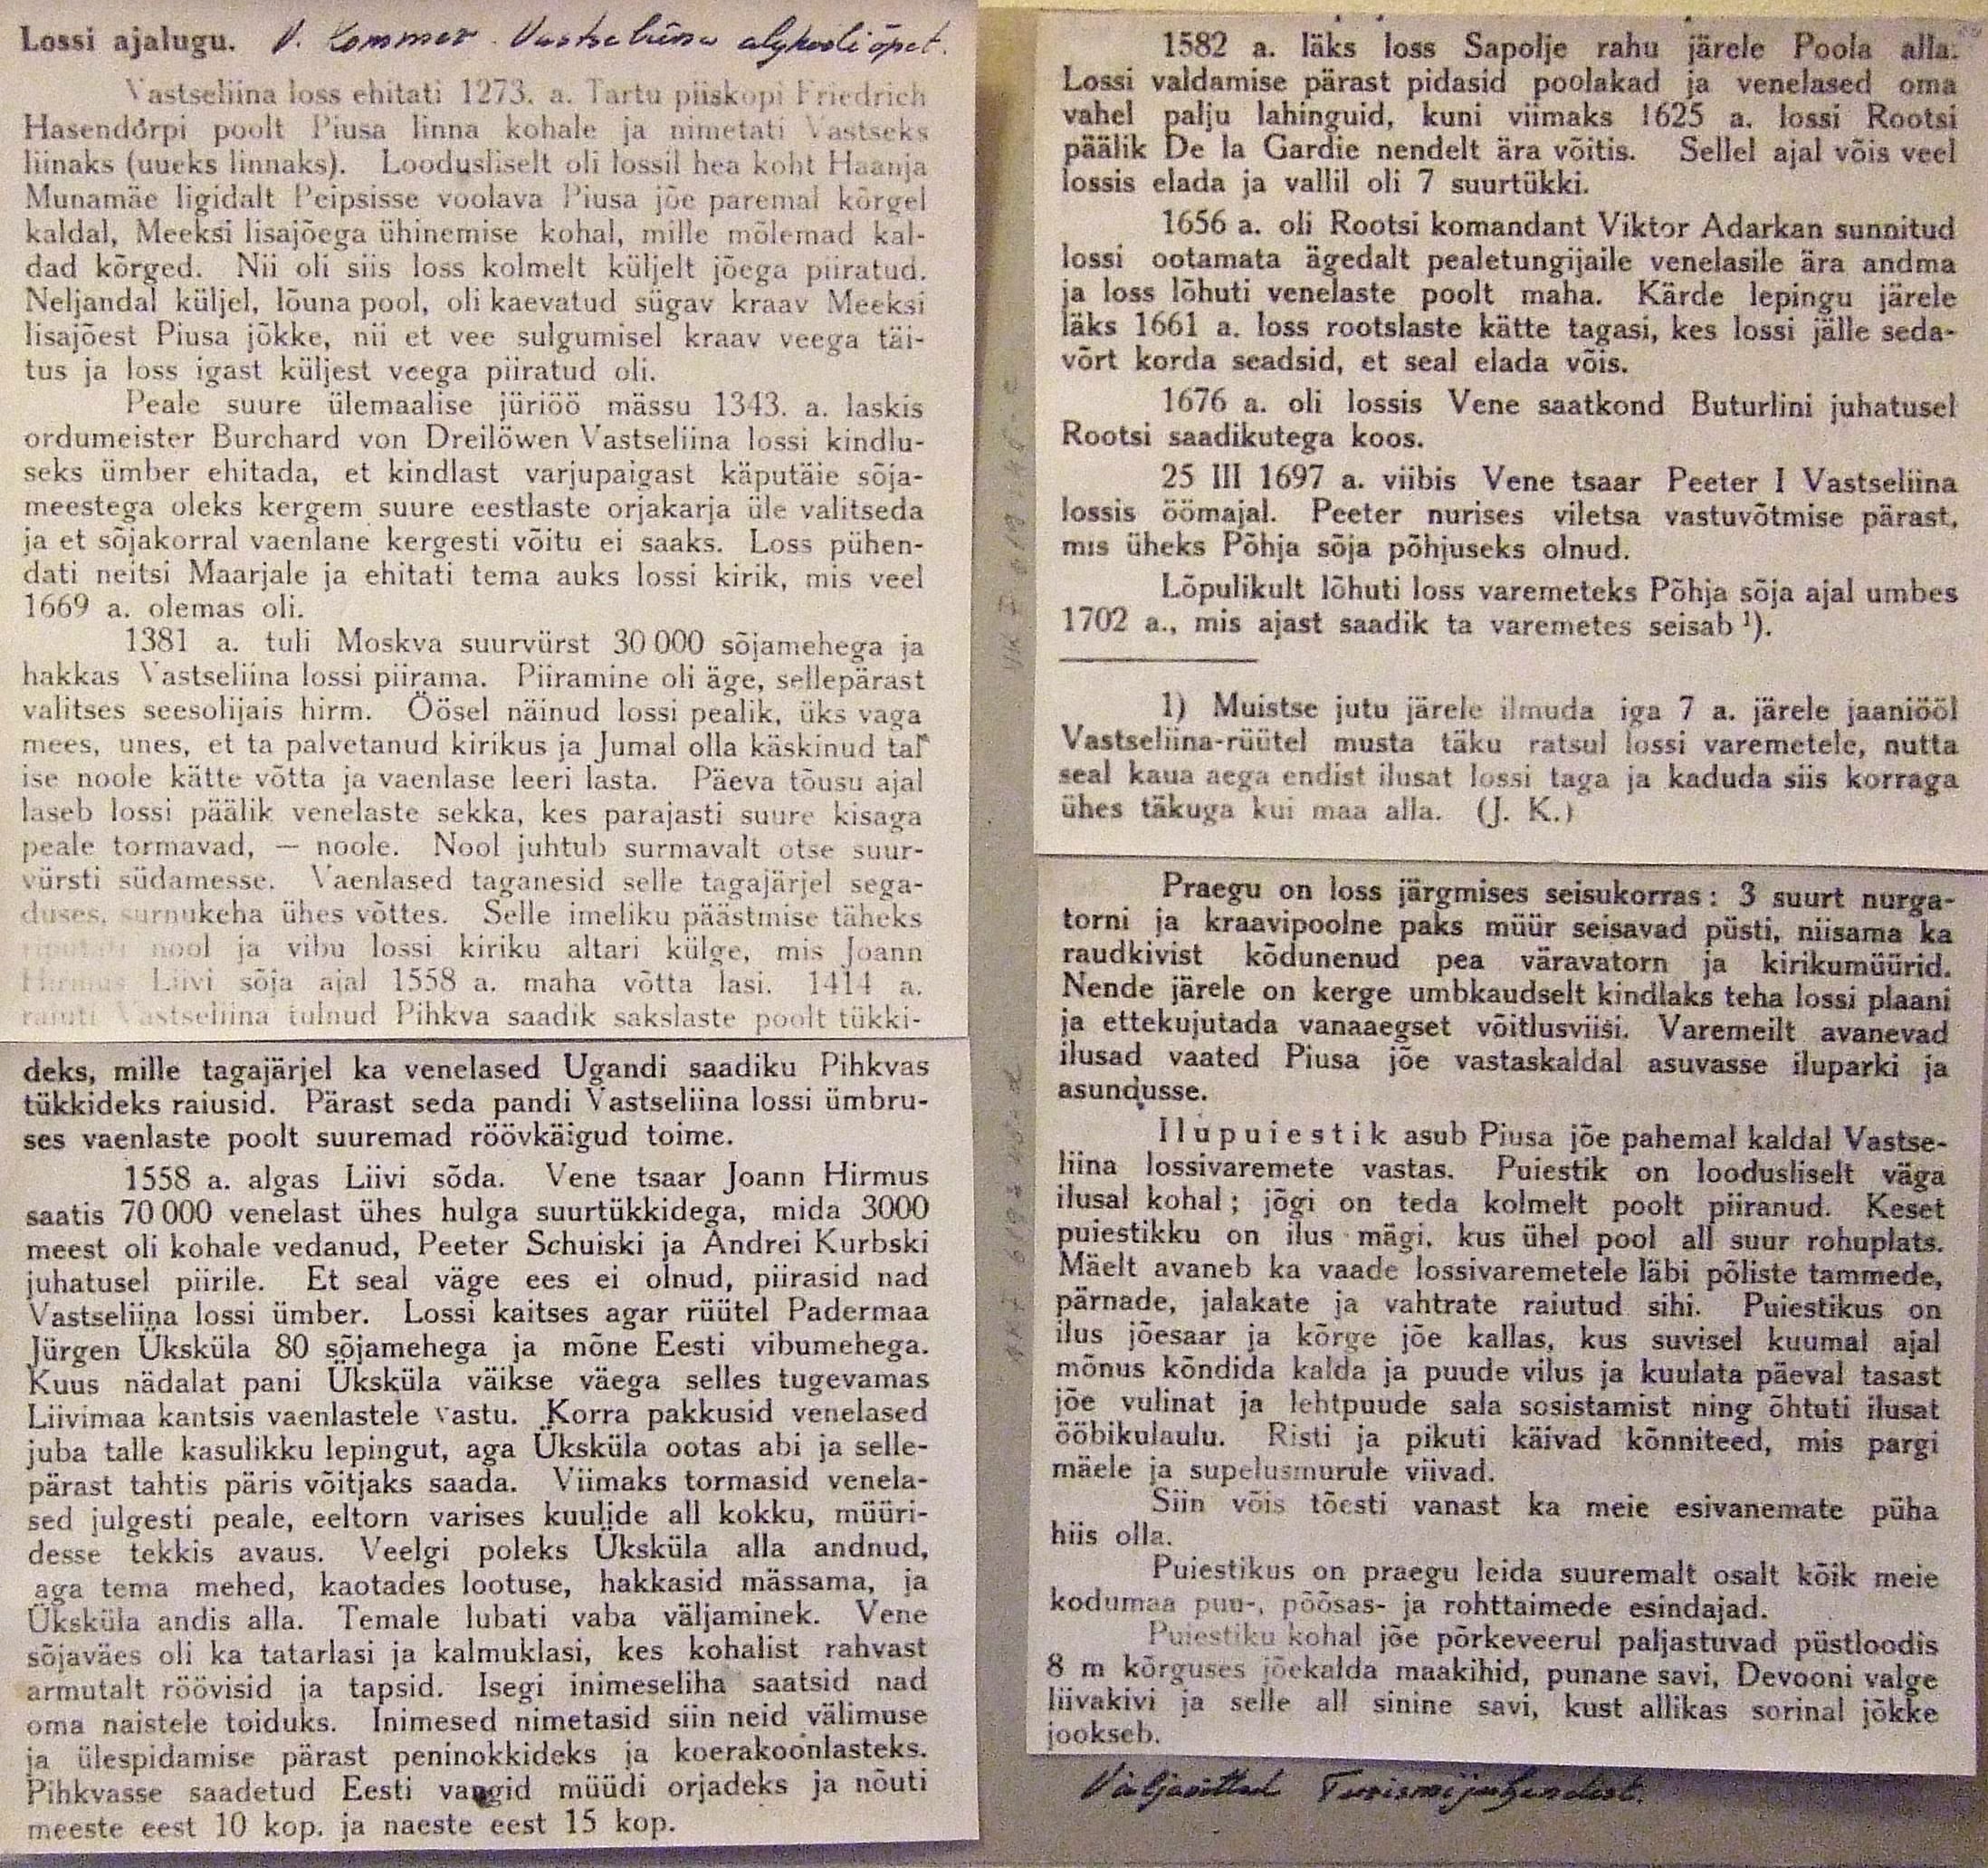 Lossi ajalugu. V. Kommer Vastseliina algkooli õpet.
Vastseliina loss ehitati 1273. a. Tartu piiskopi Friedrich
Hasendorpi poolt Piusa linna kohale ja nimetati Vastseks
liinaks (uueks linnaks). Loodusliselt oli lossil hea koht Haanja
Munamäe ligidalt Peipsisse voolava Piusa jõe paremal kõrgel
kaldal, Meeksi lisajõega ühinemise kohal, mille mõlemad kal-
dad kõrged. Nii oli siis loss kolmelt küljelt jõega piiratud.
Neljandal küljel, lõuna pool, oli kaevatud sügav kraav Meeksi
lisajõest Piusa jõkke, nii et vee sulgumisel kraav veega täi-
tus ja loss igast küljest veega piiratud oli.
Peale suure ülemaalise jüriöö mässu 1343. a. laskis
ordumeister Burchard von Dreilöwen Vastseliina lossi kindlu-
seks ümber ehitada, et kindlast varjupaigast käputäie sõja-
meestega oleks kergem suure eestlaste orjakarja üle valitseda
ja et sõjakorral vaenlane kergesti võitu ei saaks. Loss pühen-
dati neitsi Maarjale ja ehitati tema auks lossi kirik, mis veel
1669 a. olemas oli.
1381 a. tuli Moskva suurvürst 30 000 sõjamehega ja
hakkas Vastseliina lossi piirama. Piiramine oli äge, sellepärast
valitses seesolijais hirm. Öösel näinud lossi pealik, üks vaga
mees, unes, et ta palvetanud kirikus ja Jumal olla käskinud tal
ise noole kätte võtta ja vaenlase leeri lasta. Päeva tõusu ajal
laseb lossi päälik venelaste sekka, kes parajasti suure kisaga
peale tormavad, — noole. Nool juhtub surmavalt otse suur-
vürsti südamesse. Vaenlased taganesid selle tagajärjel sega-
duses, surnukeha ühes võttes. Selle imeliku päästmise täheks
riputati nool ja vibu lossi kiriku altari külge, mis Joann
Hirmus Liivi sõja ajal 1558 a. maha võtta lasi. 1414 a.
raiuti Vastseliina tulnud Pihkva saadik sakslaste poolt tükki-
deks, mille tagajärjel ka venelased Ugandi saadiku Pihkvas
tükkideks raiusid. Pärast seda pandi Vastseliina lossi ümbru-
ses vaenlaste poolt suuremad röövkäigud toime.
1558 a. algas Liivi sõda. Vene tsaar Joann Hirmus
saatis 70 000 venelast ühes hulga suurtükkidega, mida 3000
meest oli kohale vedanud, Peeter Schuiski ja Andrei Kurbski
juhatusel piirile. Et seal väge ees ei olnud, piirasid nad
Vastseliina lossi ümber. Lossi kaitses agar rüütel Padermaa
Jürgen Üksküla 80 sõjamehega ja mõne Eesti vibumehega.
Kuus nädalat pani Üksküla väikse väega selles tugevamas
Liivimaa kantsis vaenlastele vastu. Korra pakkusid venelased
juba talle kasulikku lepingut, aga Üksküla ootas abi ja selle-
pärast tahtis päris võitjaks saada. Viimaks tormasid venela-
sed julgesti peale, eeltorn varises kuulide all kokku, müüri-
desse tekkis avaus. Veelgi poleks Üksküla alla andnud,
aga tema mehed, kaotades lootuse, hakkasid mässama, ja
Üksküla andis alla. Temale lubati vaba väljaminek. Vene
sõjaväes oli ka tatarlasi ja kalmuklasi, kes kohalist rahvast
armutalt röövisid ja tapsid. Isegi inimeseliha saatsid nad
oma naistele toiduks. Inimesed nimetasid siin neid välimuse
ja ülespidamise pärast peninokkideks ja koerakoonlasteks.
Pihkvasse saadetud Eesti vangid müüdi orjadeks ja nõuti
meeste eest 10 kop. ja naeste eest 15 kop.
1582 a. läks loss Sapolje rahu järele Poola alla.
Lossi valdamise pärast pidasid poolakad ja venelased oma
vahel palju lahinguid, kuni viimaks 1625 a. lossi Rootsi
päälik De la Gardie nendelt ära võitis. Sellel ajal võis veel
lossis elada ja vallil oli 7 suurtükki.
1656 a. oli Rootsi komandant Viktor Adarkan sunnitud
lossi ootamata ägedalt pealetungijaile venelasile ära andma
ja loss lõhuti venelaste poolt maha. Kärde lepingu järele
läks 1661 a. loss rootslaste kätte tagasi, kes lossi jälle seda-
võrt korda seadsid, et seal elada võis.
1676 a. oli lossis Vene saatkond Buturlini juhatusel
Rootsi saadikutega koos.
25 III 1697 a. viibis Vene tsaar Peeter I Vastseliina
lossis öömajal. Peeter nurises viletsa vastuvõtmise pärast,
mis üheks Põhja sõja põhjuseks olnud.
Lõpulikult lõhuti loss varemeteks Põhja sõja ajal umbes
1702 a., mis ajast saadik ta varemetes seisab ¹).
1) Muistse jutu järele ilmuda iga 7 a. järele jaaniööl
Vastseliina-rüütel musta täku ratsul lossi varemetele, nutta
seal kaua aega endist ilusat lossi taga ja kaduda siis korraga
ühes täkuga kui maa alla. (J. K.)
Praegu on loss järgmises seisukorras: 3 suurt nurga-
torni ja kraavipoolne paks müür seisavad püsti, niisama ka
raudkivist kõdunenud pea väravatorn ja kirikumüürid.
Nende järele on kerge umbkaudselt kindlaks teha lossi plaani
ja ettekujutada vanaaegset võitlusviisi. Varemeilt avanevad
ilusad vaated Piusa jõe vastaskaldal asuvasse iluparki ja
asundusse.
Ilupuiestik asub Piusa jõe pahemal kaldal Vastse-
liina lossivaremete vastas. Puiestik on loodusliselt väga
ilusal kohal; jõgi on teda kolmelt poolt piiranud. Keset
puiestikku on ilus mägi, kus ühel pool all suur rohuplats.
Mäelt avaneb ka vaade lossivaremetele läbi põliste tammede,
pärnade, jalakate ja vahtrate raiutud sihi. Puiestikus on
ilus jõesaar ja kõrge jõe kallas, kus suvisel kuumal ajal
mõnus kõndida kalda ja puude vilus ja kuulata päeval tasast
jõe vulinat ja lehtpuude sala sosistamist ning õhtuti ilusat
ööbikulaulu. Risti ja pikuti käivad kõnniteed, mis pargi
mäele ja supelusmurule viivad.
Siin võis tõesti vanast ka meie esivanemate püha
hiis olla.
Puiestikus on praegu leida suuremalt osalt kõik meie
kodumaa puu-, põõsas- ja rohttaimede esindajad.
Puiestiku kohal jõe põrkeveerul paljastuvad püstloodis
8 m kõrguses jõekalda maakihid, punane savi, Devooni valge
liivakivi ja selle all sinine savi, kust allikas sorinal jõkke
jookseb.
Väljavõtted Turismijuhendest.